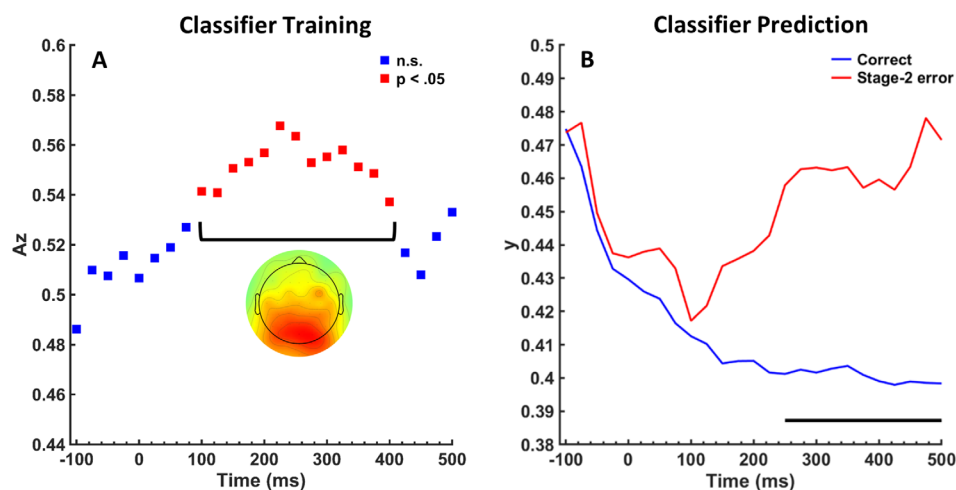 Classifier Training
A
n.s.
p < .05
0.6
0.58
0.56
0.54
0.52
0.5
0.48
0.46
0.44
Az
-100 0 100 200 300 400 500
Time (ms)
Classifier Prediction
B
Correct
Stage-2 error
0.5
0.48
0.47
0.46
0.45
0.44
0.43
0.42
0.41
0.4
0.39
0.38
y
-100 0 100 200 300 400 500
Time (ms)